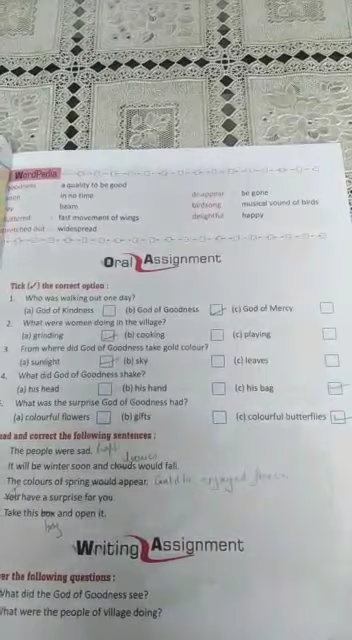 WordPedia
goodness a quality to be good
soon in no time disappear : be gone
ray beam birdsong : musical sound of birds
fluttered : fast movement of wings delightful : happy
stretched out : widespread
Oral Assignment
Tick (✓) the correct option :
1. Who was walking out one day?
(a) God of Kindness (b) God of Goodness (c) God of Mercy
2. What were women doing in the village?
(a) grinding (b) cooking (c) playing
3. From where did God of Goodness take gold colour?
(a) sunlight (b) sky (c) leaves
4. What did God of Goodness shake?
(a) his head (b) his hand (c) his bag
5. What was the surprise God of Goodness had?
(a) colourful flowers (b) gifts (c) colourful butterflies
ead and correct the following sentences :
The people were sad.
It will be winter soon and clouds would fall.
The colours of spring would appear.
You have a surprise for you
Take this box and open it.
bag
Writing Assignment
er the following questions :
What did the God of Goodness see?
What were the people of village doing?